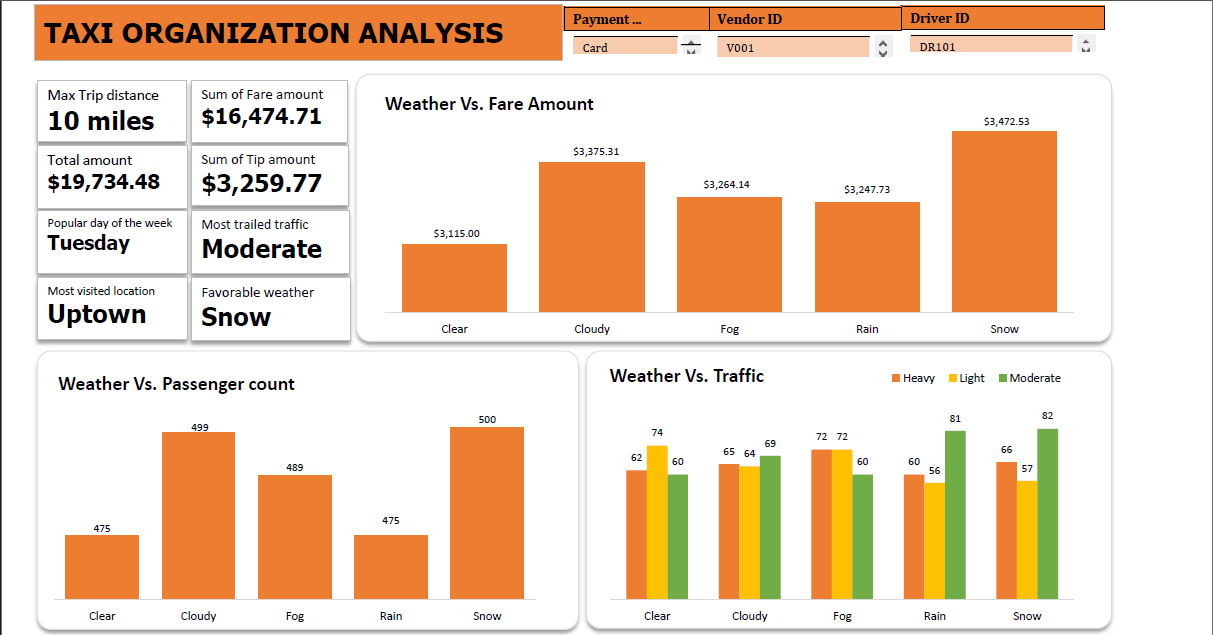 TAXI ORGANIZATION ANALYSIS
Payment ...
Vendor ID
Driver ID
Card
V001
DR101
Max Trip distance
10 miles
Sum of Fare amount
$16,474.71
Total amount
$19,734.48
Sum of Tip amount
$3,259.77
Popular day of the week
Tuesday
Most trailed traffic
Moderate
Most visited location
Uptown
Favorable weather
Snow
Weather Vs. Fare Amount
$3,115.00
$3,375.31
$3,264.14
$3,247.73
$3,472.53
Clear
Cloudy
Fog
Rain
Snow
Weather Vs. Passenger count
475
499
489
475
500
Clear
Cloudy
Fog
Rain
Snow
Weather Vs. Traffic
Heavy
Light
Moderate
62
74
60
65
64
69
72
72
60
60
56
81
66
57
82
Clear
Cloudy
Fog
Rain
Snow